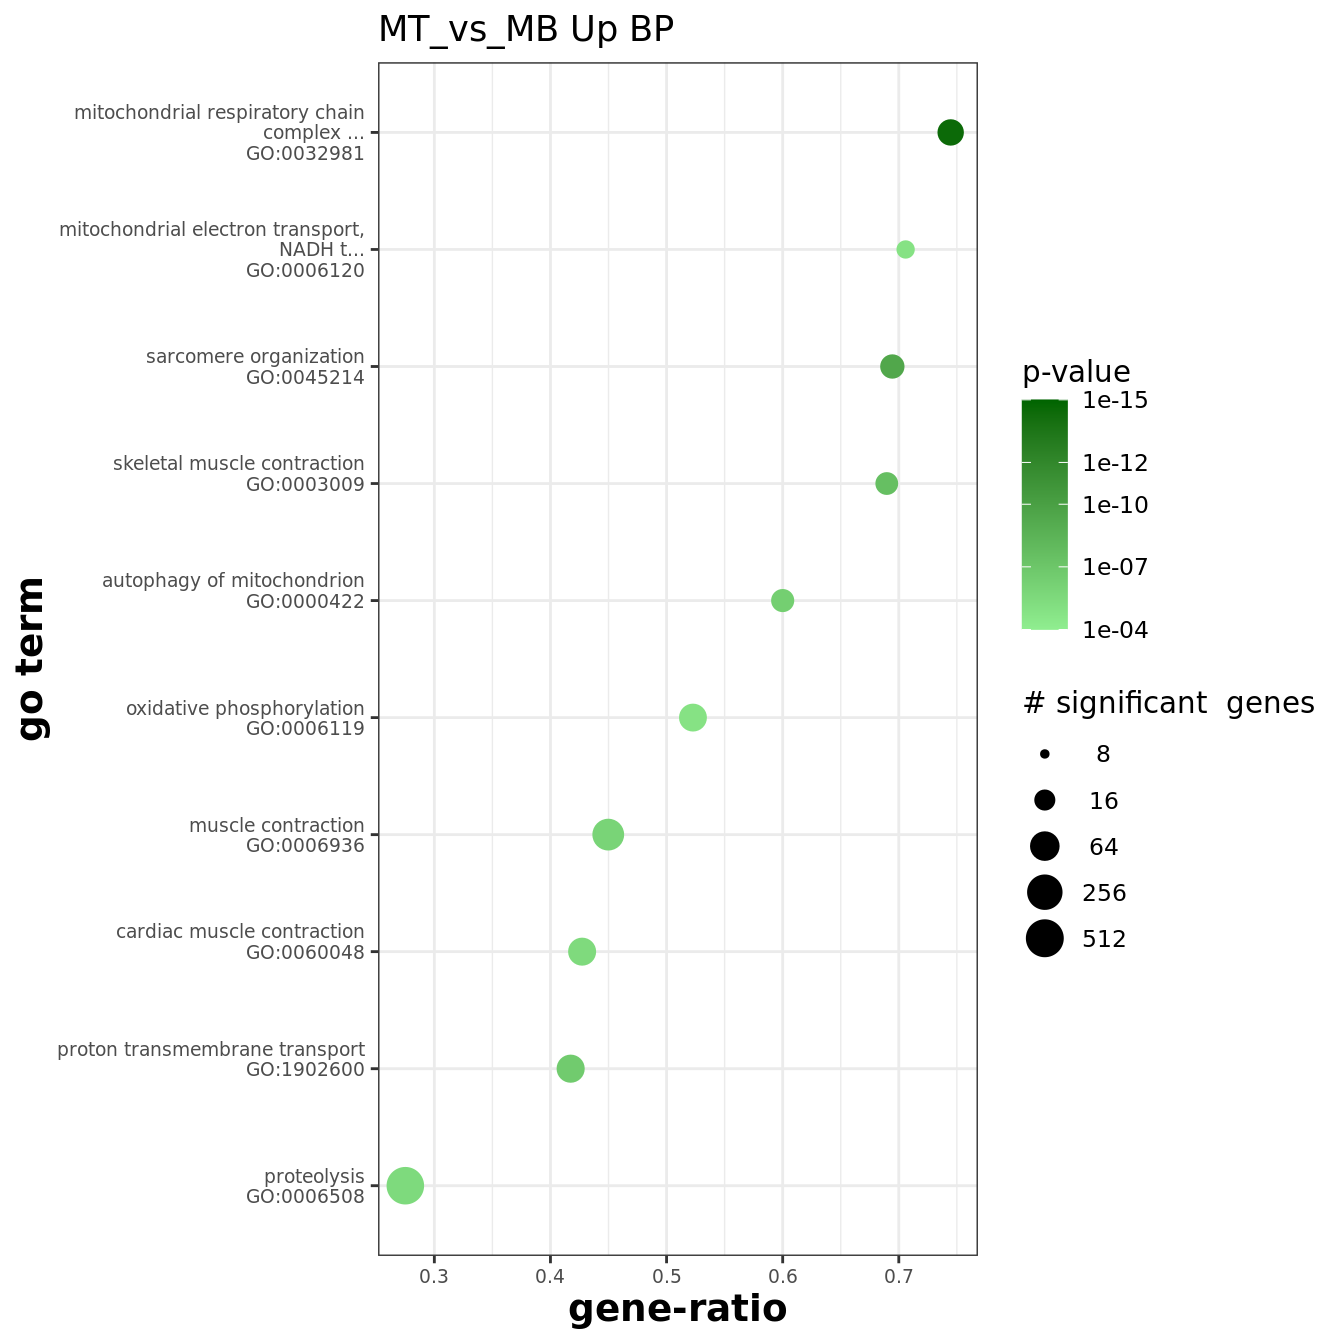 MT_vs_MB Up BP
mitochondrial respiratory chain
complex ...
GO:0032981
mitochondrial electron transport,
NADH t...
GO:0006120
sarcomere organization
GO:0045214
skeletal muscle contraction
GO:0003009
autophagy of mitochondrion
GO:0000422
oxidative phosphorylation
GO:0006119
muscle contraction
GO:0006936
cardiac muscle contraction
GO:0060048
proton transmembrane transport
GO:1902600
proteolysis
GO:0006508
go term
0.3 0.4 0.5 0.6 0.7
gene-ratio
p-value
1e-15
1e-12
1e-10
1e-07
1e-04
# significant  genes
8
16
64
256
512